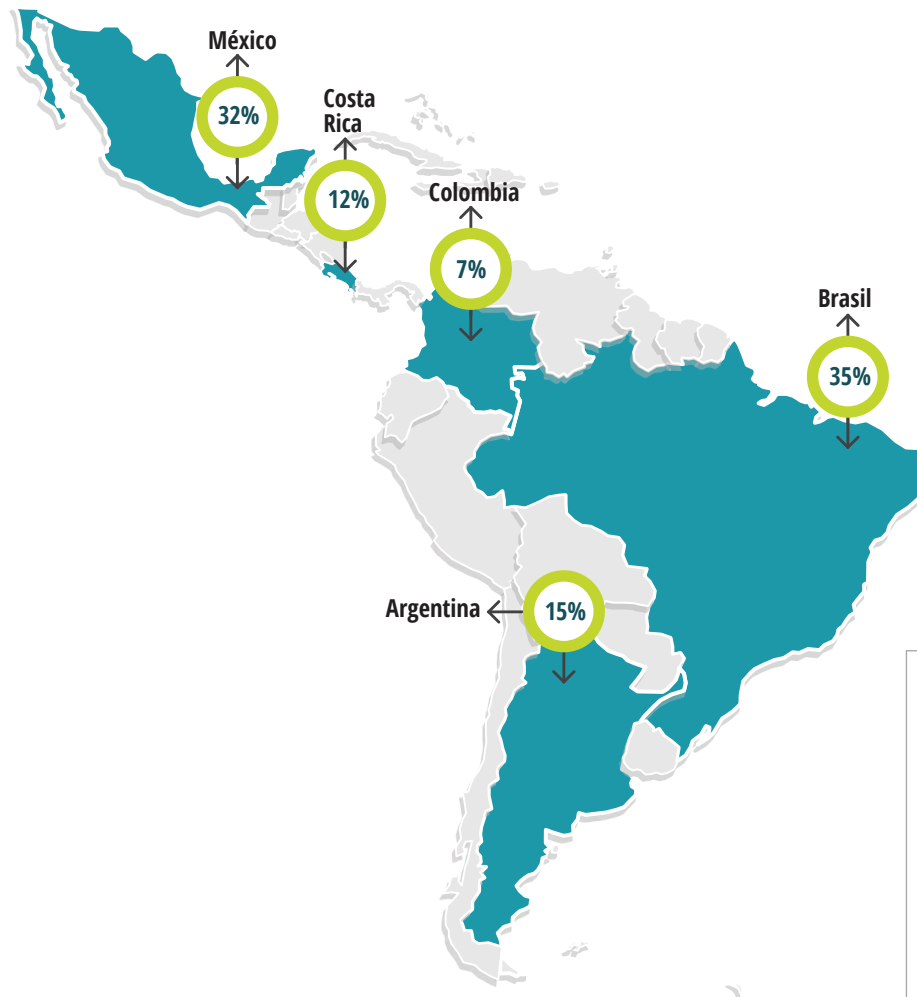 México
32%
Costa
Rica
12%
Colombia
7%
Brasil
35%
Argentina
15%